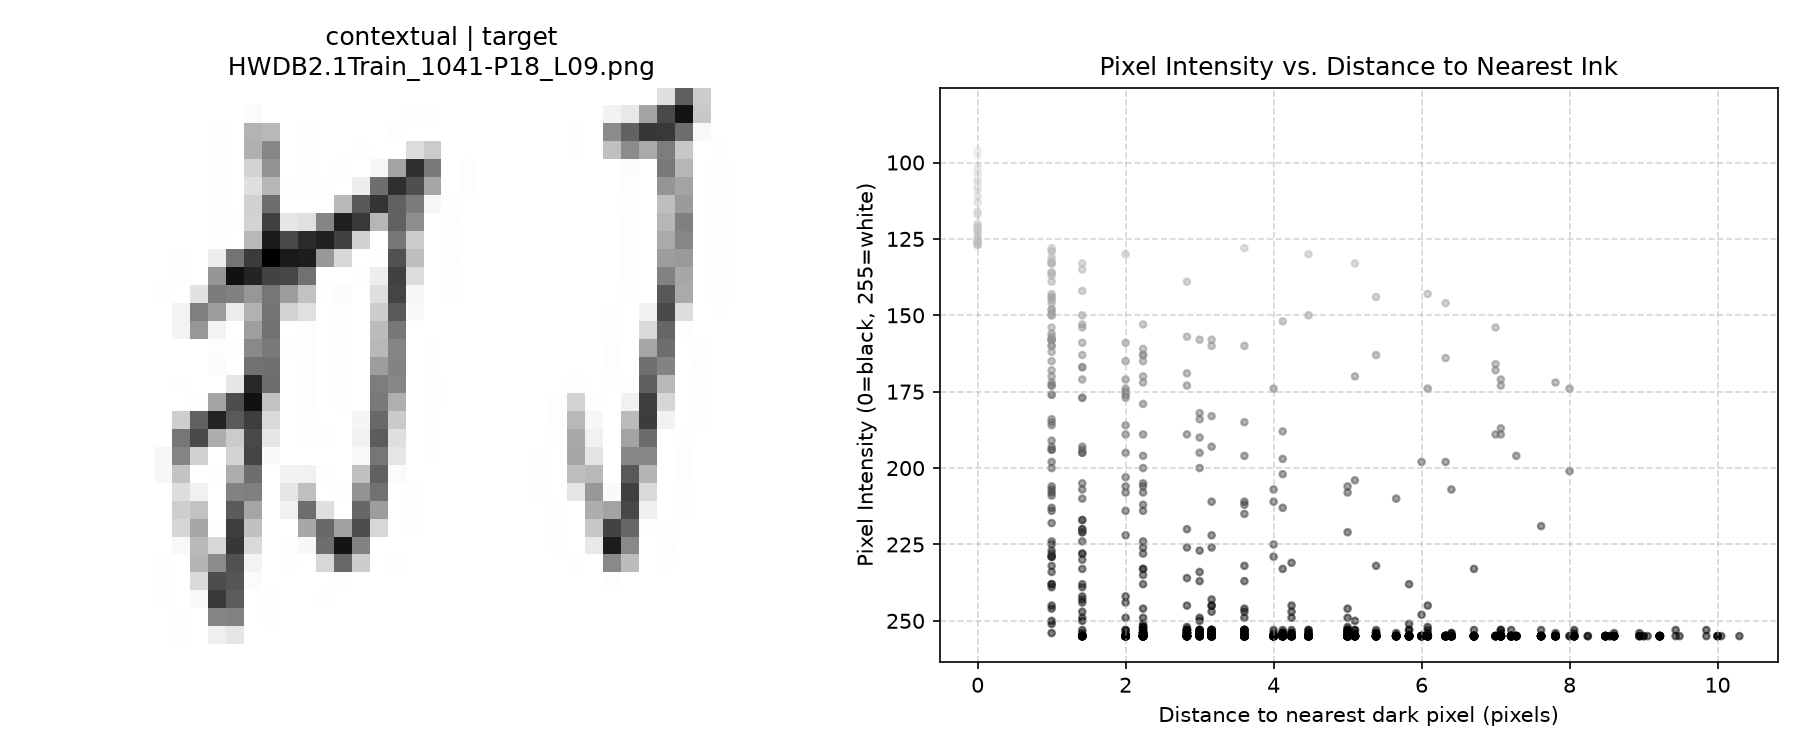 contextual | target
HWDB2.1Train_1041-P18_L09.png
Pixel Intensity vs. Distance to Nearest Ink
Pixel Intensity (0=black, 255=white)
100
125
150
175
200
225
250
0 2 4 6 8 10
Distance to nearest dark pixel (pixels)